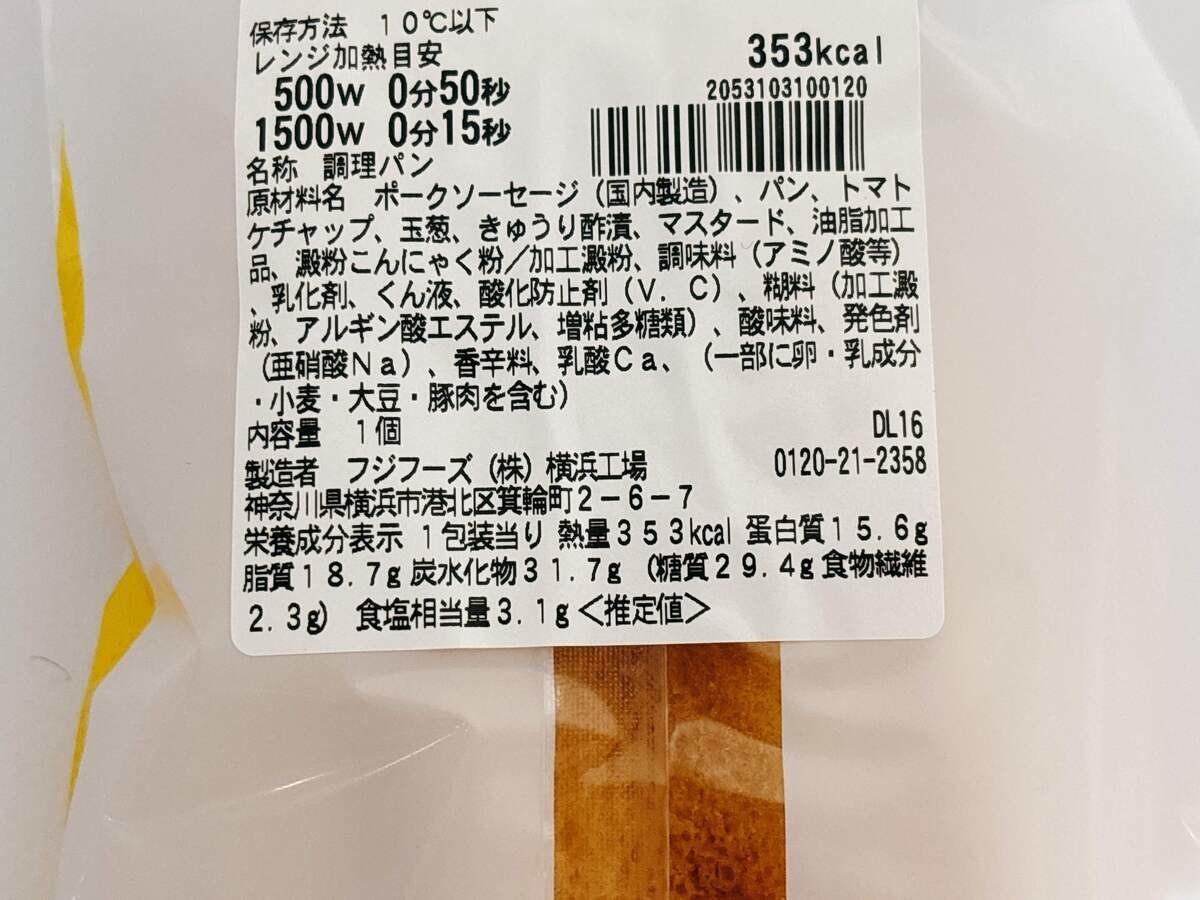 保存方法 10℃以下
レンジ加熱目安
353kcal
500W 0分50秒
2053103100120
1500W 0分15秒
名称 調理パン
原材料名 ポークソーセージ(国内製造)、パン、トマト
ケチャップ、玉葱、きゅうり酢漬、マスタード、油脂加工
品、澱粉こんにゃく粉/加工澱粉、調味料(アミノ酸等)
、乳化剤、くん液、酸化防止剤(V.C)、糊料(加工澱
粉、アルギン酸エステル、増粘多糖類)、酸味料、発色剤
(亜硝酸Na)、香辛料、乳酸Ca、(一部に卵・乳成分
・小麦・大豆・豚肉を含む)
内容量 1個
DL16
製造者 フジフーズ(株)横浜工場 0120-21-2358
神奈川県横浜市港北区箕輪町2-6-7
栄養成分表示 1包装当り 熱量353kcal 蛋白質15.6g
脂質18.7g炭水化物31.7g (糖質29.4g食物繊維
2.3g) 食塩相当量3.1g<推定値>